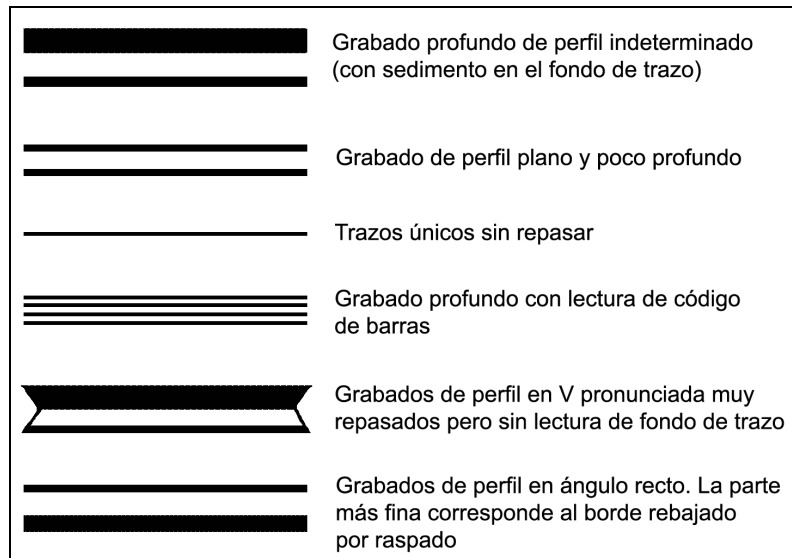 Grabado profundo de perfil indeterminado
(con sedimento en el fondo de trazo)
Grabado de perfil plano y poco profundo
Trazos únicos sin repasar
Grabado profundo con lectura de código
de barras
Grabados de perfil en V pronunciada muy
repasados pero sin lectura de fondo de trazo
Grabados de perfil en ángulo recto. La parte
más fina corresponde al borde rebajado
por raspado